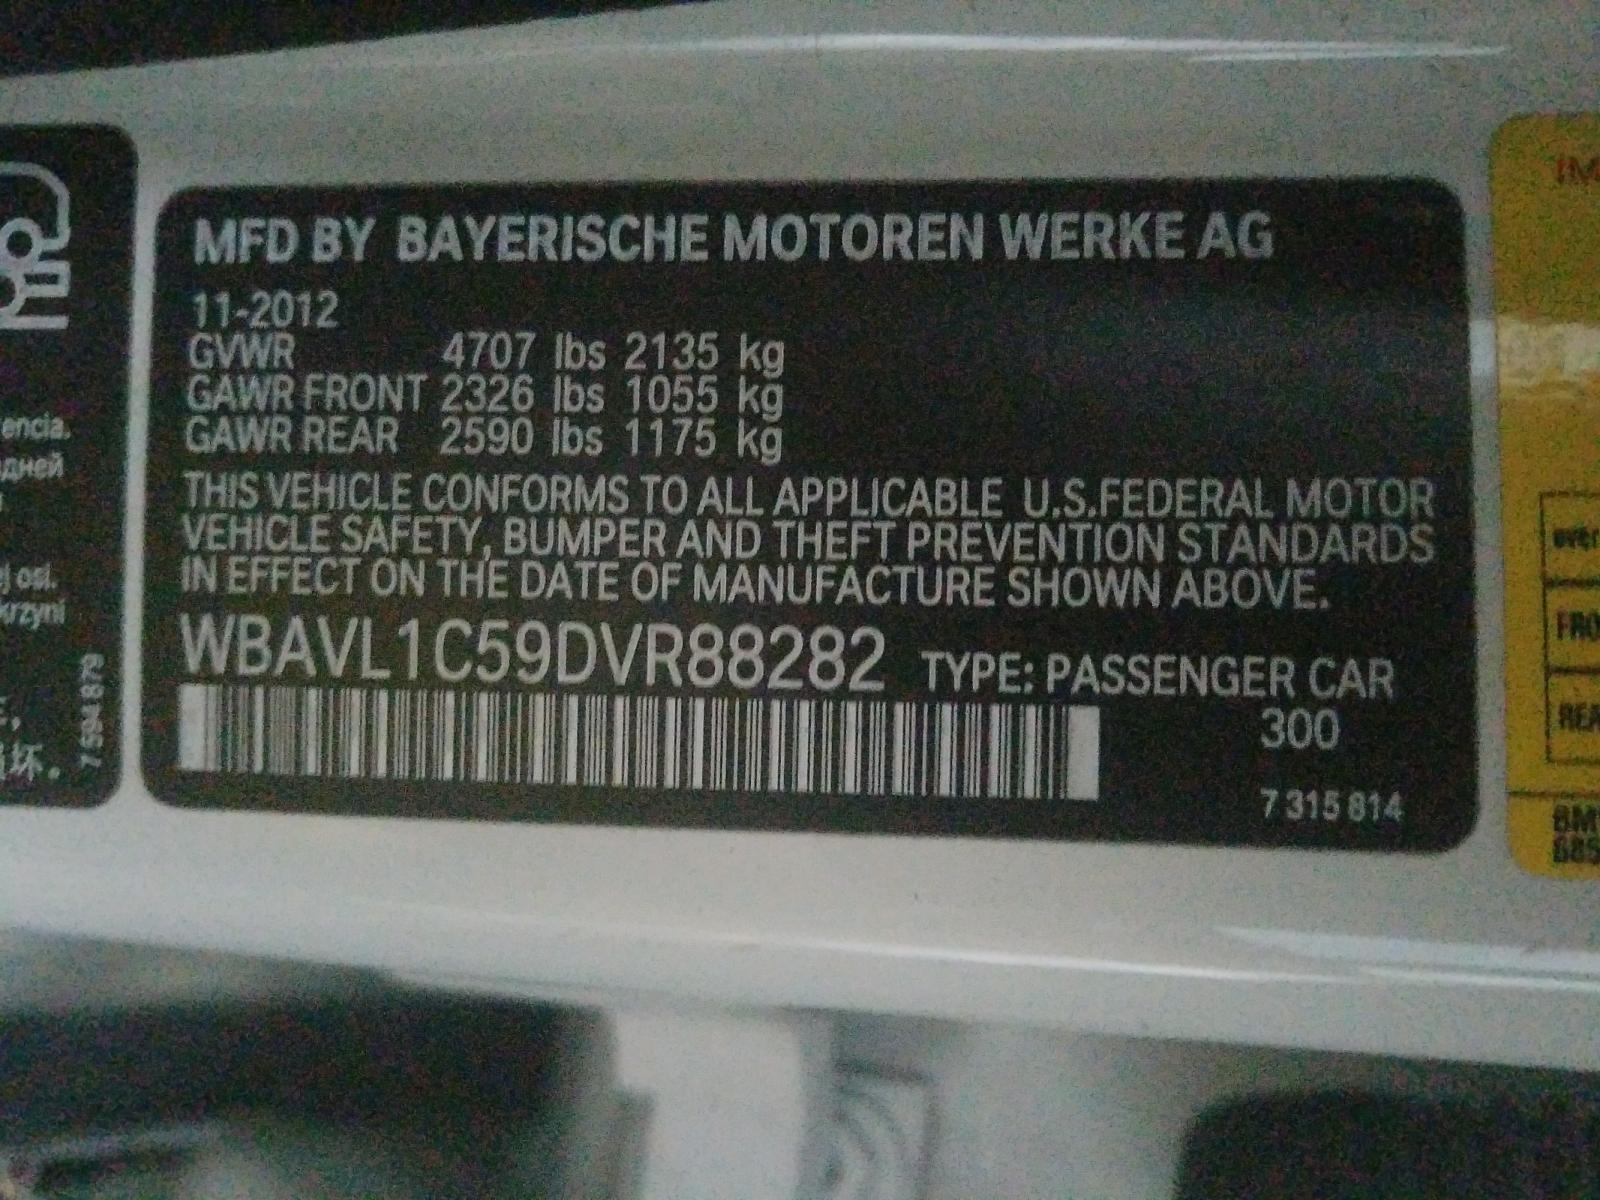 MFD BY BAYERISCHE MOTOREN WERKE AG
11-2012
GVWR 4707 lbs 2135 kg
GAWR FRONT 2326 lbs 1055 kg
GAWR REAR 2590 lbs 1175 kg
THIS VEHICLE CONFORMS TO ALL APPLICABLE U.S.FEDERAL MOTOR
VEHICLE SAFETY, BUMPER AND THEFT PREVENTION STANDARDS
IN EFFECT ON THE DATE OF MANUFACTURE SHOWN ABOVE.
WBAVL1C59DVR88282 TYPE: PASSENGER CAR
300
7 315 814
7 594 879